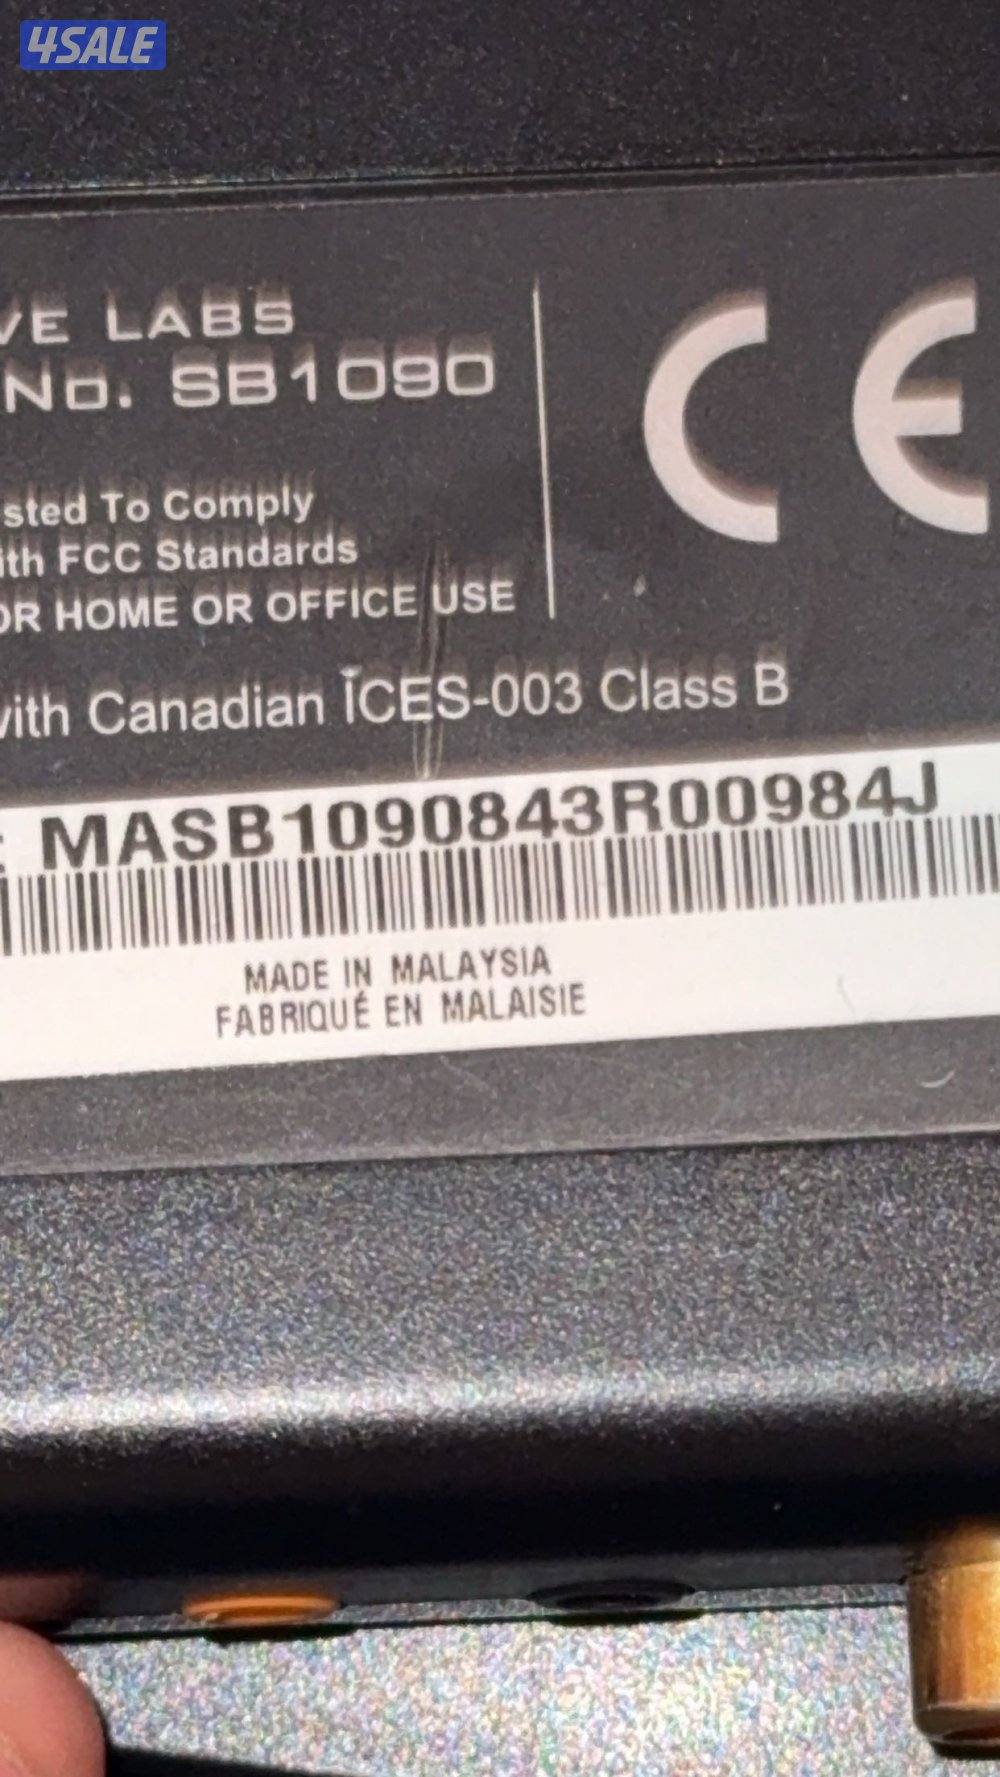 4SALE
VE LABS
No. SB1090
sted To Comply
ith FCC Standards
OR HOME OR OFFICE USE
with Canadian ICES-003 Class B
: MASB1090843R00984J
MADE IN MALAYSIA
FABRIQUÉ EN MALAISIE
CE